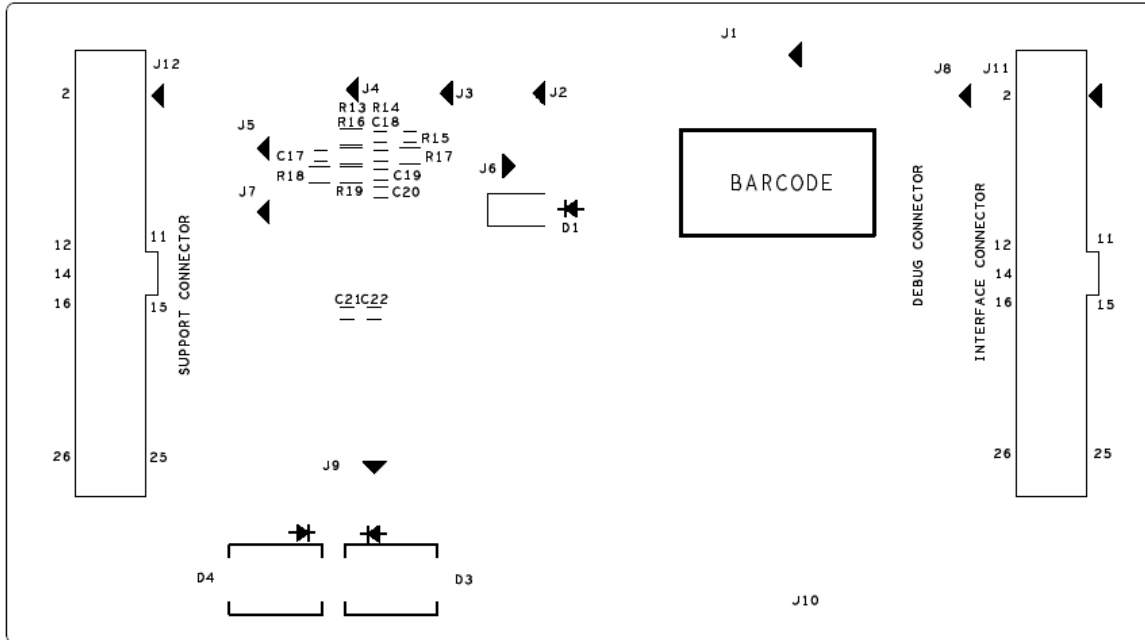 J1
J12
J8 J11
2
J4
J3
J2
2
R13 R14
R16 C18
J5
R15
C17
R17
J6
R18
C19
J7
R19
C20
BARCODE
D1
12
11
14
16
15
SUPPORT CONNECTOR
DEBUG CONNECTOR
INTERFACE CONNECTOR
12
11
14
16
15
C21 C22
26
25
J9
26
25
D4
D3
J10